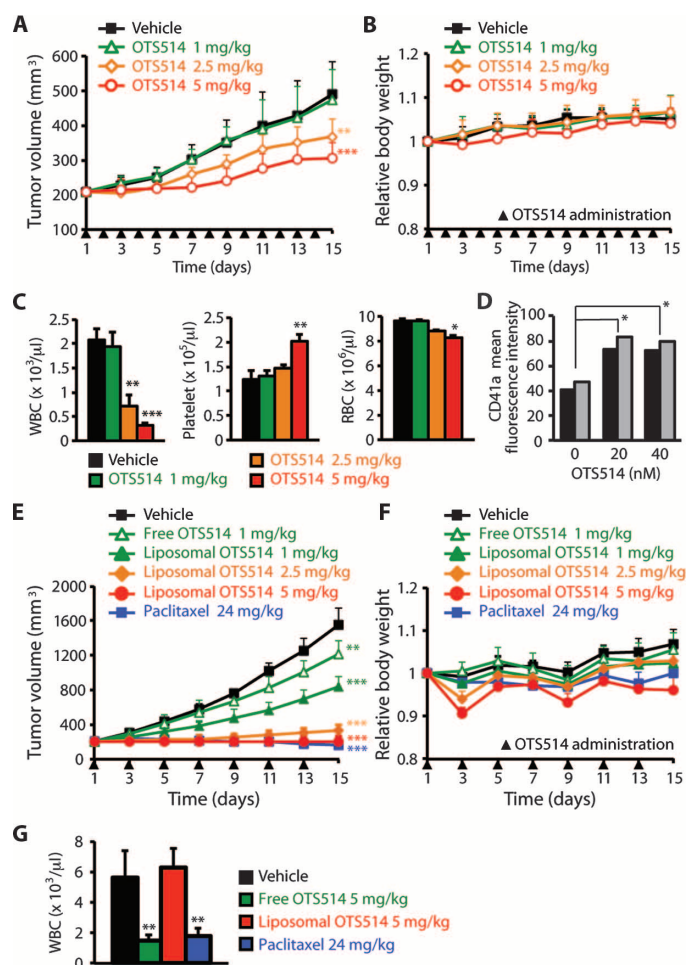 A
Vehicle
OTS514 1 mg/kg
OTS514 2.5 mg/kg
OTS514 5 mg/kg
Tumor volume (mm³)
600
500
400
300
200
100
**
***
1 3 5 7 9 11 13 15
Time (days)
B
Vehicle
OTS514 1 mg/kg
OTS514 2.5 mg/kg
OTS514 5 mg/kg
Relative body weight
1.2
1.1
1
0.9
0.8
▲ OTS514 administration
1 3 5 7 9 11 13 15
Time (days)
C
WBC (x 10³/μl)
2.5
2
1.5
1
0.5
0
**
***
Platelet (x 10⁵/μl)
2.5
2
1.5
1
0.5
0
**
RBC (x 10⁶/μl)
10
8
6
4
2
0
*
Vehicle
OTS514 2.5 mg/kg
OTS514 1 mg/kg
OTS514 5 mg/kg
D
CD41a mean
fluorescence intensity
100
80
60
40
20
0
*
*
0 20 40
OTS514 (nM)
E
Vehicle
Free OTS514 1 mg/kg
Liposomal OTS514 1 mg/kg
Liposomal OTS514 2.5 mg/kg
Liposomal OTS514 5 mg/kg
Paclitaxel 24 mg/kg
Tumor volume (mm³)
2000
1600
1200
800
400
0
**
***
***
***
***
1 3 5 7 9 11 13 15
Time (days)
F
Vehicle
Free OTS514 1 mg/kg
Liposomal OTS514 1 mg/kg
Liposomal OTS514 2.5 mg/kg
Liposomal OTS514 5 mg/kg
Paclitaxel 24 mg/kg
Relative body weight
1.2
1.1
1
0.9
0.8
▲ OTS514 administration
1 3 5 7 9 11 13 15
Time (days)
G
WBC (x 10³/μl)
8
6
4
2
0
**
**
Vehicle
Free OTS514 5 mg/kg
Liposomal OTS514 5 mg/kg
Paclitaxel 24 mg/kg